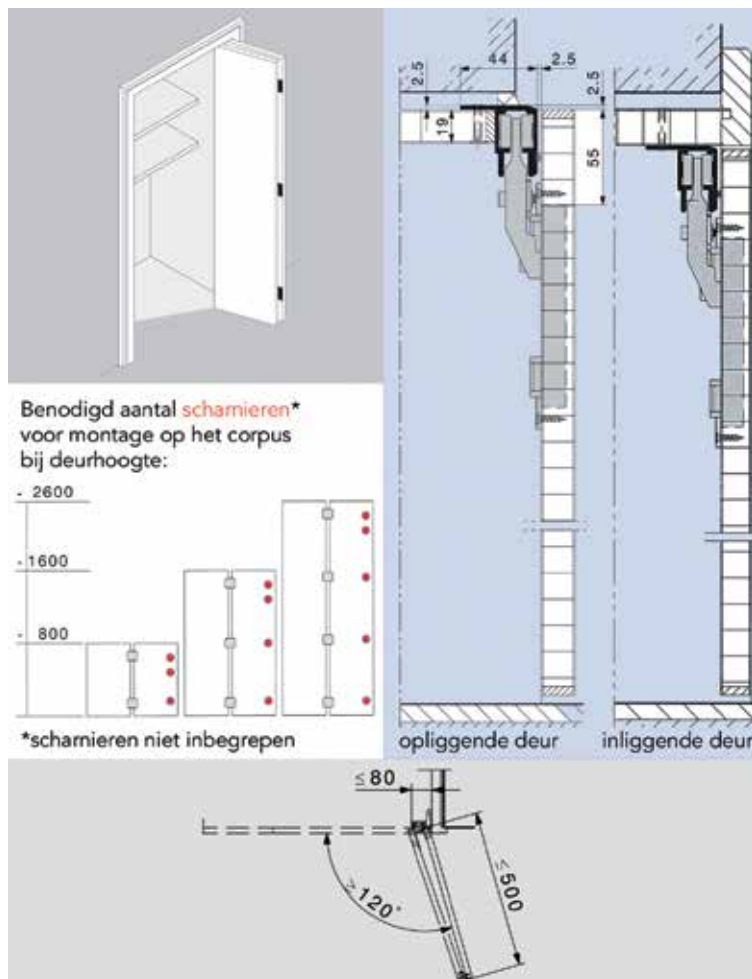 44
2.5
2.5
2.5
19
55
Benodigd aantal scharnieren*
voor montage op het corpus
bij deurhoogte:
- 2600
-1600
- 800
*scharnieren niet inbegrepen
opliggende deur
inliggende deur
≤80
>120°
≤500